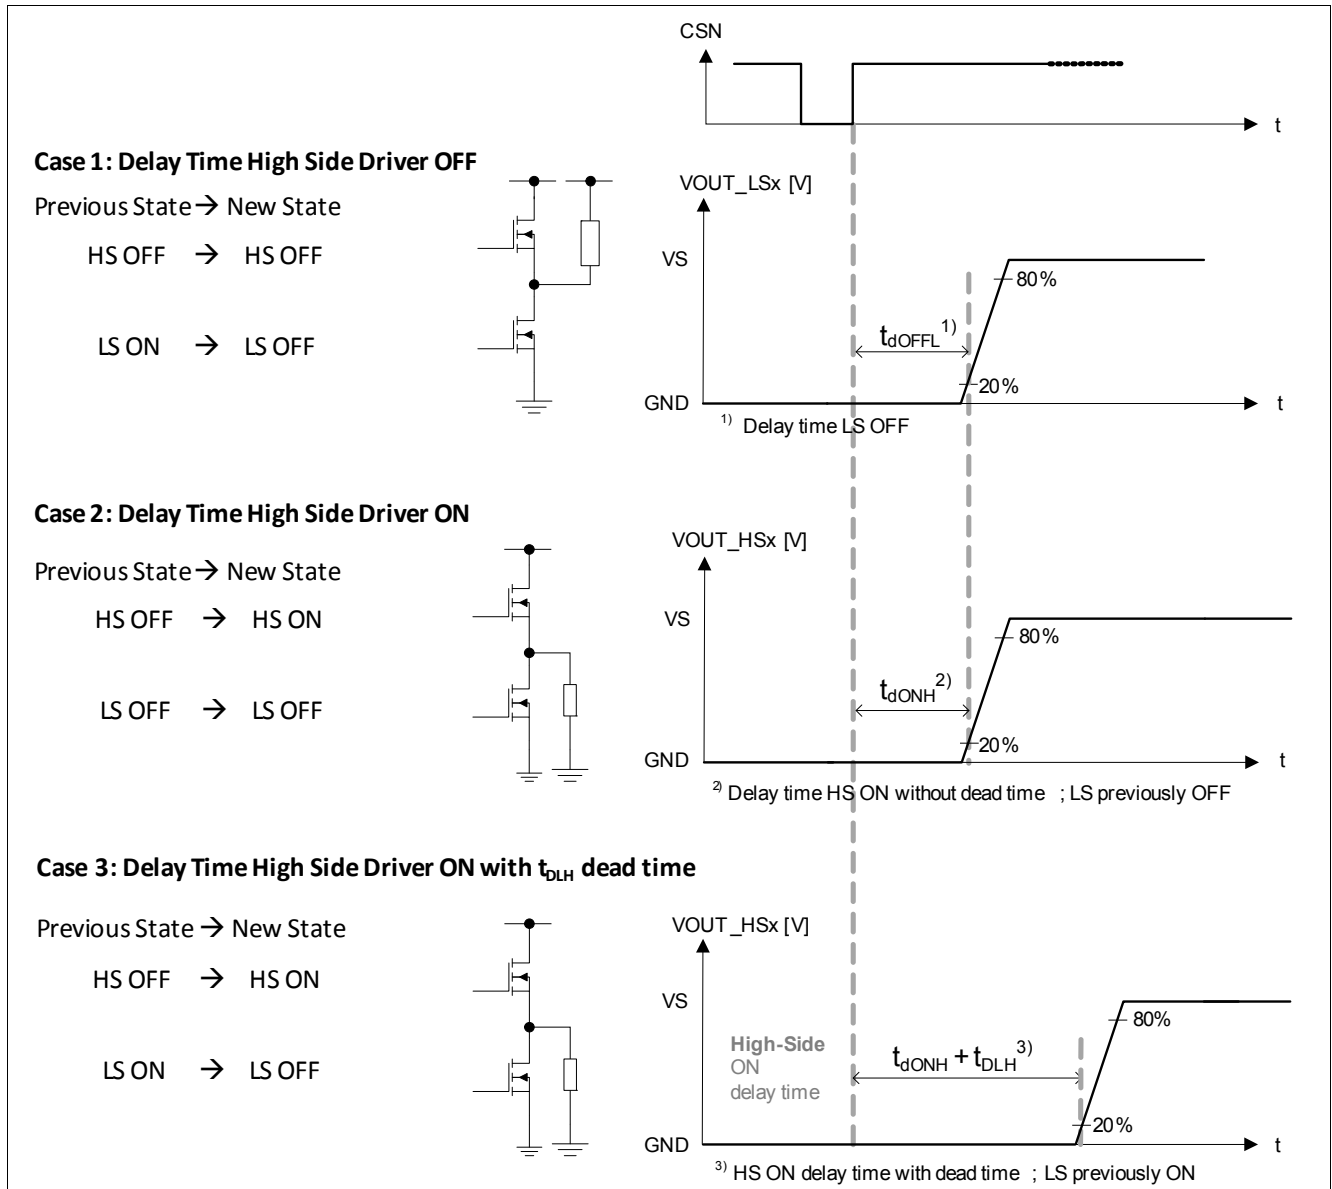 CSN
t
Case 1: Delay Time High Side Driver OFF
Previous State → New State
HS OFF → HS OFF
LS ON → LS OFF
VOUT_LSx [V]
VS
80%
tdOFFL 1)
20%
GND
t
1) Delay time LS OFF
Case 2: Delay Time High Side Driver ON
Previous State → New State
HS OFF → HS ON
LS OFF → LS OFF
VOUT_HSx [V]
VS
80%
tdONH 2)
20%
GND
t
2) Delay time HS ON without dead time ; LS previously OFF
Case 3: Delay Time High Side Driver ON with tDLH dead time
Previous State → New State
HS OFF → HS ON
LS ON → LS OFF
VOUT_HSx [V]
VS
80%
High-Side
ON
delay time
tdONH + tDLH 3)
20%
GND
t
3) HS ON delay time with dead time ; LS previously ON